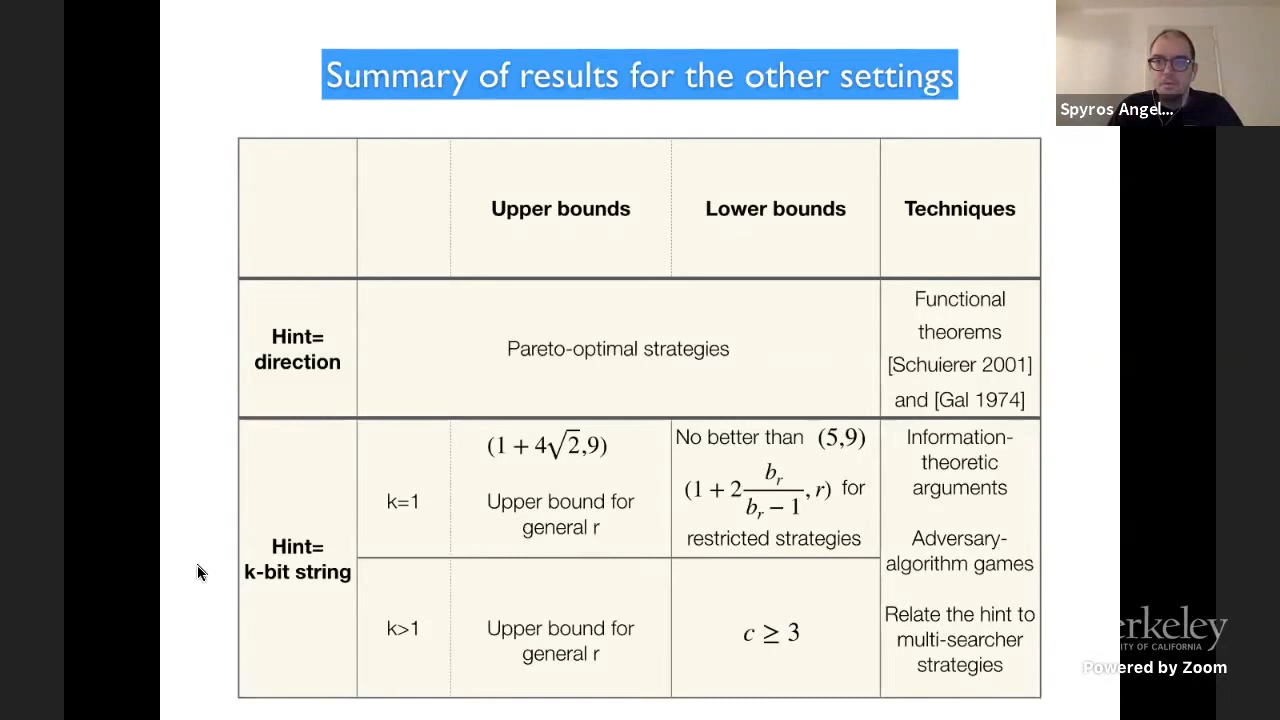 Summary of results for the other settings
Spyros Angel...
Upper bounds
Lower bounds
Techniques
Hint=
direction
Pareto-optimal strategies
Functional
theorems
[Schuierer 2001]
and [Gal 1974]
Hint=
k-bit string
k=1
(1 + 4√2,9)
Upper bound for
general r
No better than (5,9)
(1 + 2 b_r/(b_r − 1), r) for
restricted strategies
Information-
theoretic
arguments
Adversary-
algorithm games
Relate the hint to
multi-searcher
strategies
k>1
Upper bound for
general r
c ≥ 3
erkeley
ITY OF CALIFORNIA
Powered by Zoom